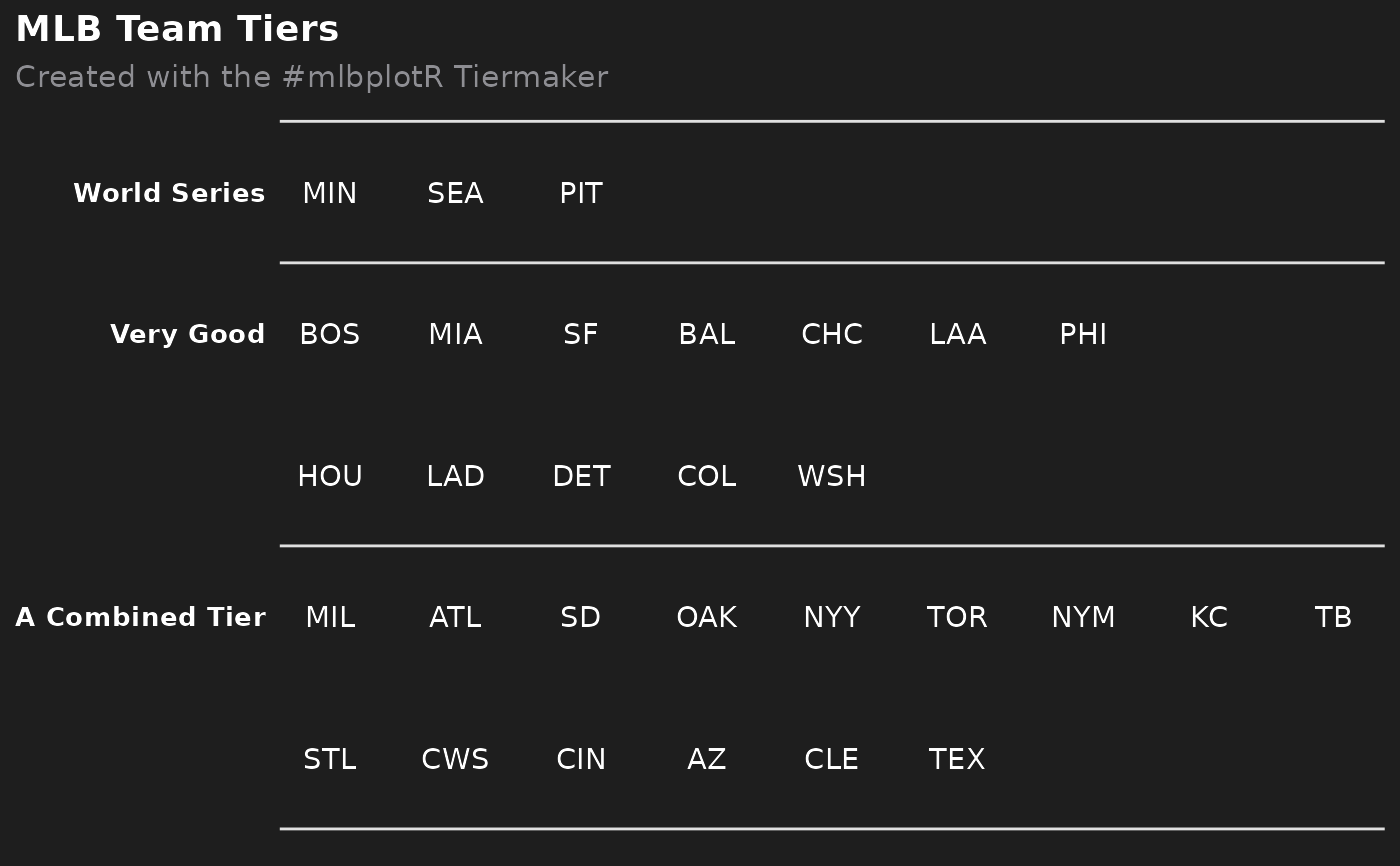 MLB Team Tiers
Created with the #mlbplotR Tiermaker
World Series MIN SEA PIT
Very Good BOS MIA SF BAL CHC LAA PHI
HOU LAD DET COL WSH
A Combined Tier MIL ATL SD OAK NYY TOR NYM KC TB
STL CWS CIN AZ CLE TEX